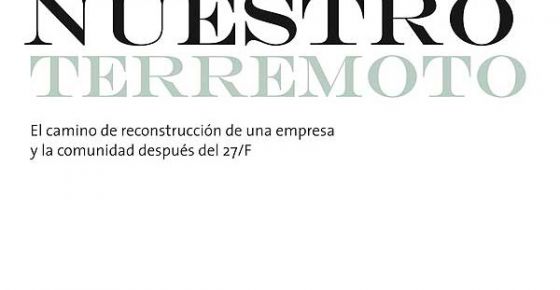 NUESTRO
TERREMOTO
El camino de reconstrucción de una empresa
y la comunidad después del 27/F